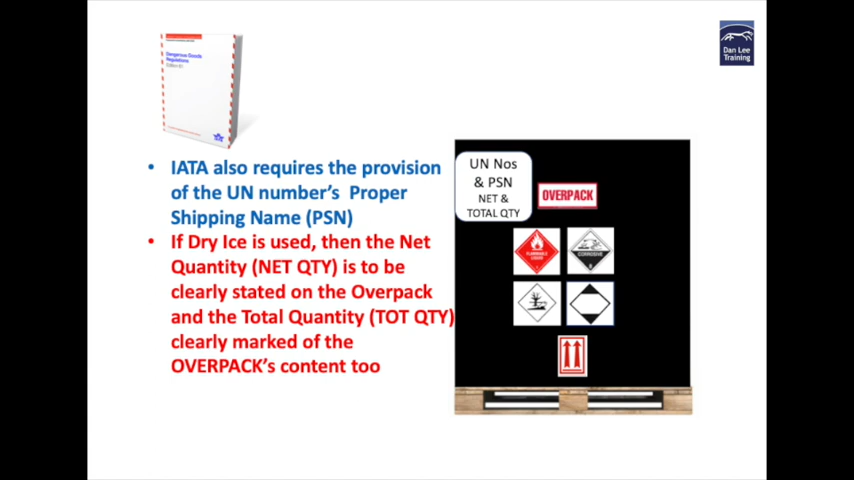 Dangerous Goods
Regulations
Dan Lee
Training
• IATA also requires the provision
of the UN number's Proper
Shipping Name (PSN)
• If Dry Ice is used, then the Net
Quantity (NET QTY) is to be
clearly stated on the Overpack
and the Total Quantity (TOT QTY)
clearly marked of the
OVERPACK's content too
UN Nos
& PSN
NET &
TOTAL QTY
OVERPACK
CORROSIVE
8